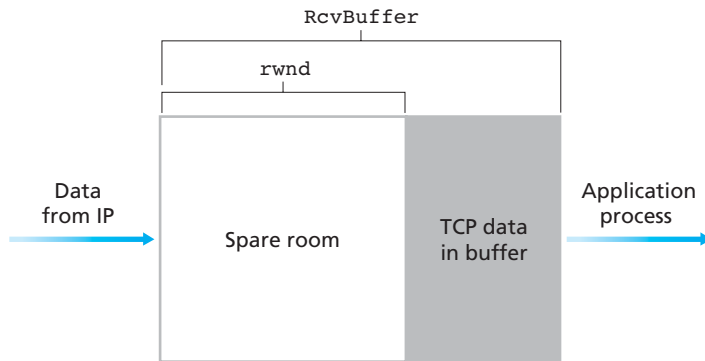 RcvBuffer
rwnd
Data
from IP
Spare room
TCP data
in buffer
Application
process